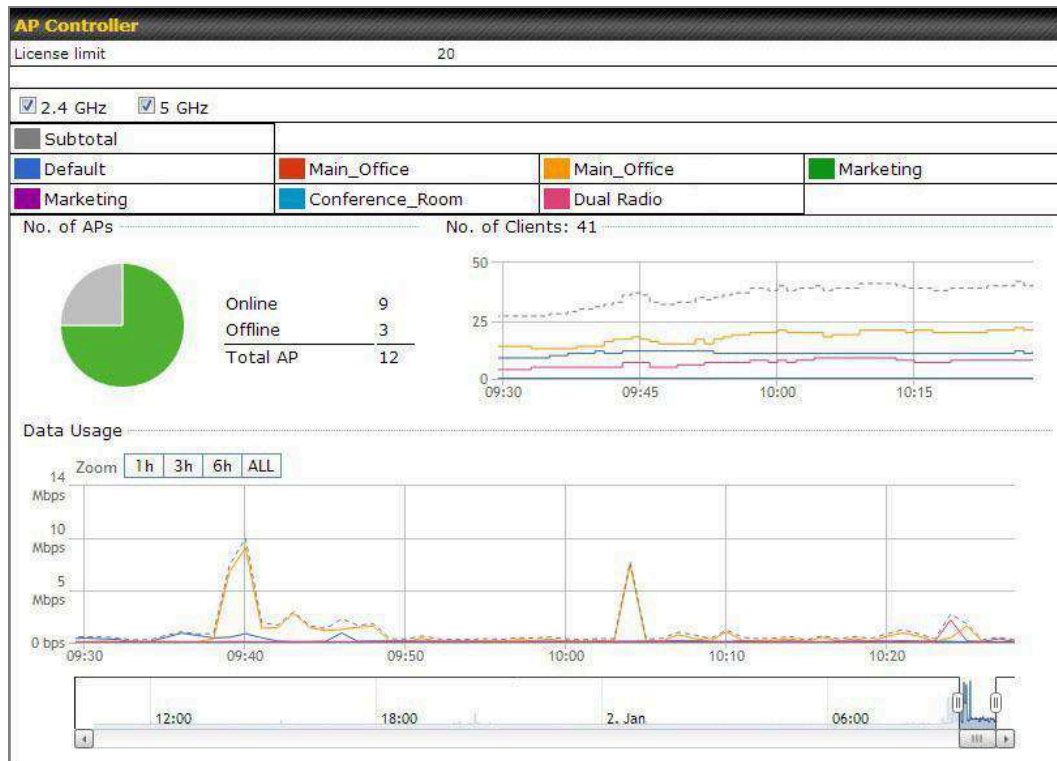 AP Controller
License limit 20
2.4 GHz 5 GHz
Subtotal
Default Main_Office Main_Office Marketing
Marketing Conference_Room Dual Radio
No. of APs No. of Clients: 41
Online 9
Offline 3
Total AP 12
50
25
0
09:30 09:45 10:00 10:15
Data Usage
Zoom 1h 3h 6h ALL
14 Mbps
10 Mbps
5 Mbps
0 bps
09:30 09:40 09:50 10:00 10:10 10:20
12:00 18:00 2. Jan 06:00